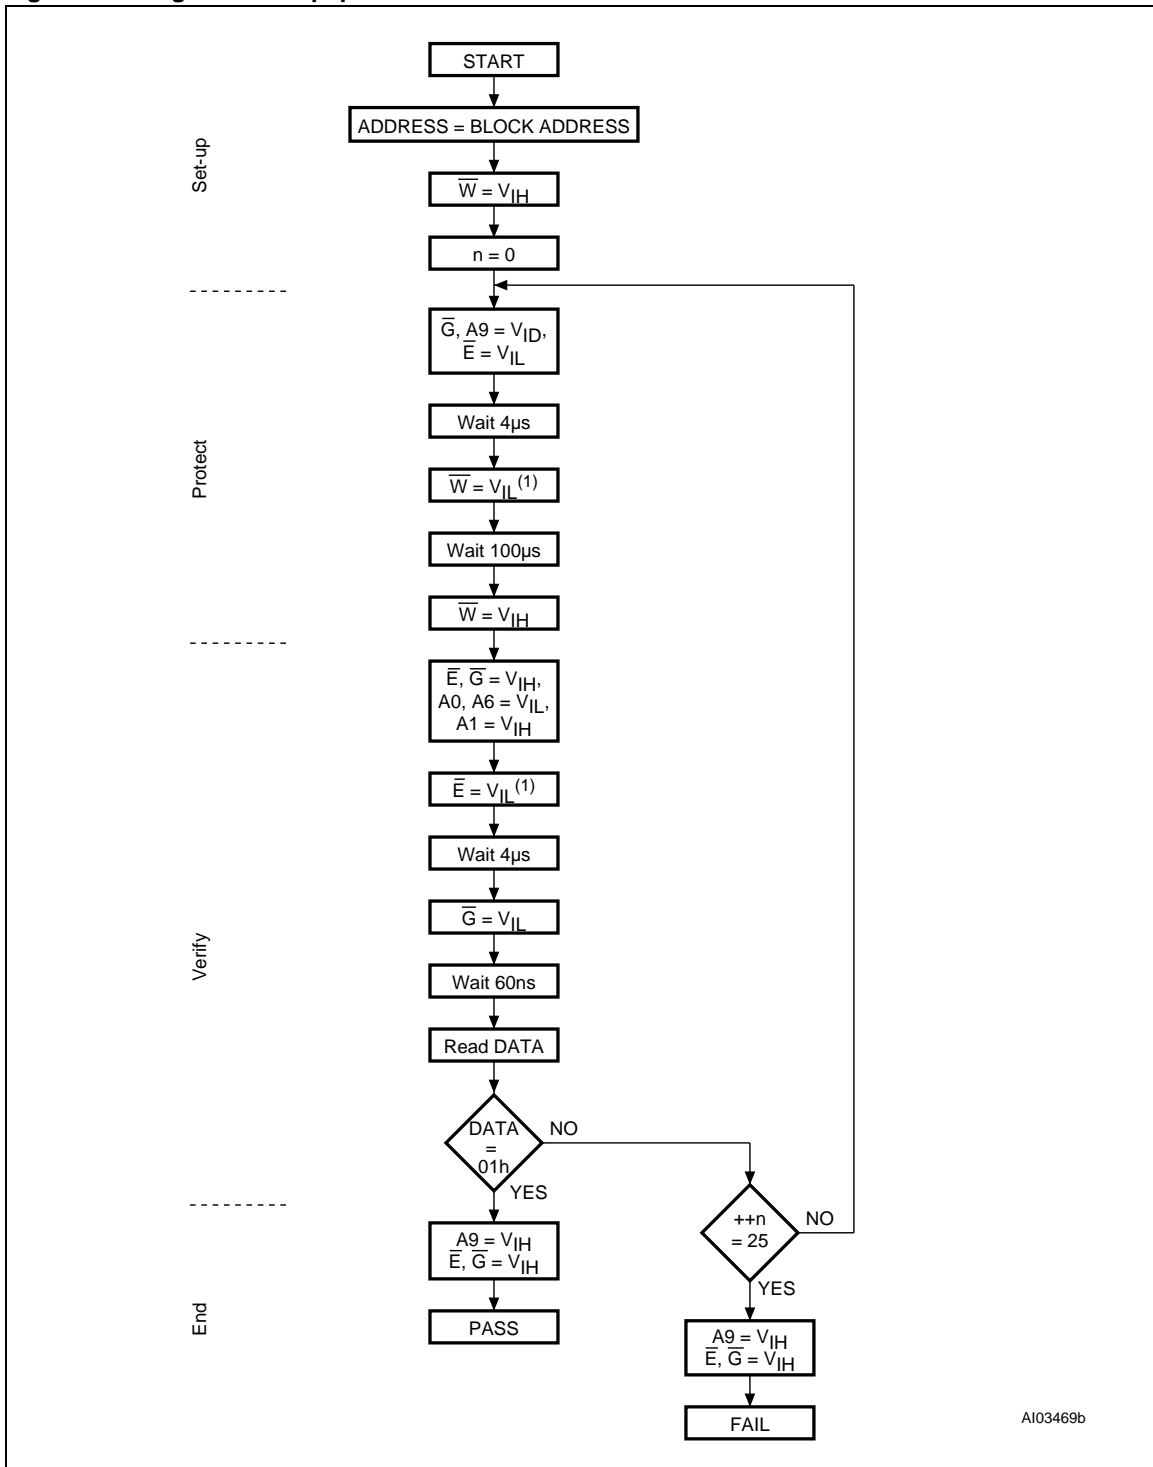 START
ADDRESS = BLOCK ADDRESS
Set-up
W̅ = VIH
n = 0
G̅, A9 = VID,
E̅ = VIL
Wait 4µs
Protect
W̅ = VIL(1)
Wait 100µs
W̅ = VIH
E̅, G̅ = VIH,
A0, A6 = VIL,
A1 = VIH
E̅ = VIL(1)
Wait 4µs
G̅ = VIL
Verify
Wait 60ns
Read DATA
DATA
=
01h
NO
YES
++n
= 25
NO
YES
A9 = VIH
E̅, G̅ = VIH
End
PASS
A9 = VIH
E̅, G̅ = VIH
FAIL
AI03469b